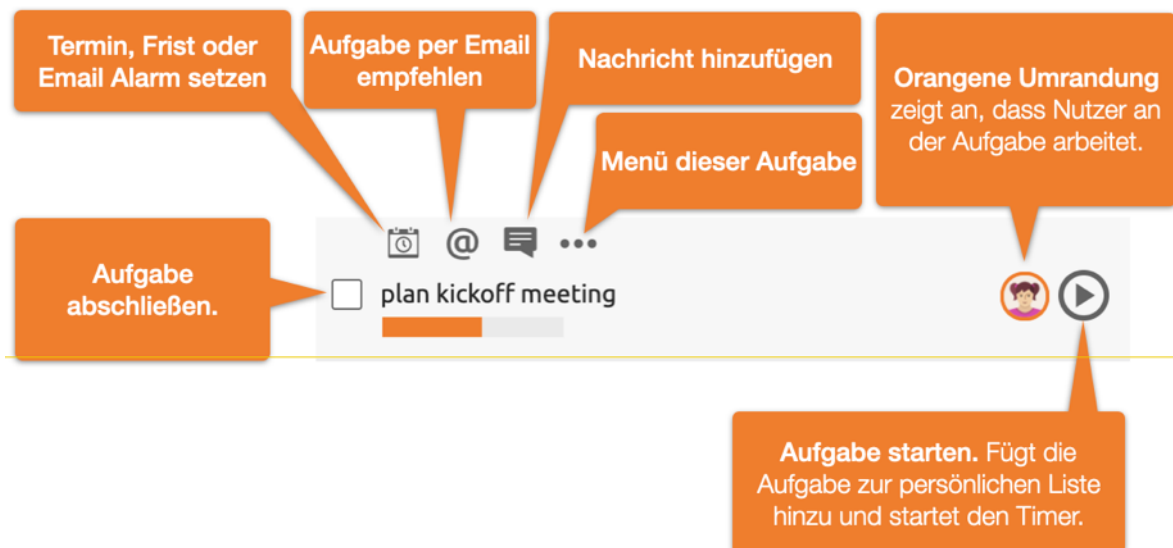 Termin, Frist oder
Email Alarm setzen
Aufgabe per Email
empfehlen
Nachricht hinzufügen
Menü dieser Aufgabe
Orangene Umrandung
zeigt an, dass Nutzer an
der Aufgabe arbeitet.
@
Aufgabe
abschließen.
plan kickoff meeting
Aufgabe starten. Fügt die
Aufgabe zur persönlichen Liste
hinzu und startet den Timer.